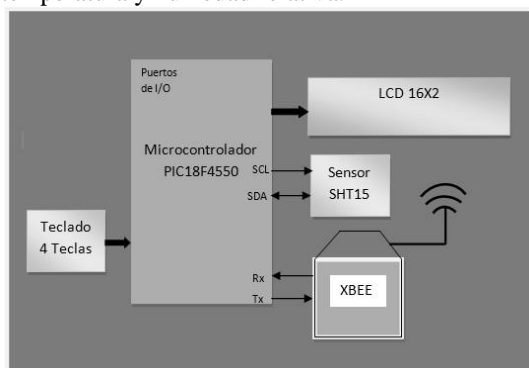 Puertos
de I/O
LCD 16X2
Microcontrolador
PIC18F4550
SCL
SDA
Sensor
SHT15
Teclado
4 Teclas
Rx
Tx
XBEE